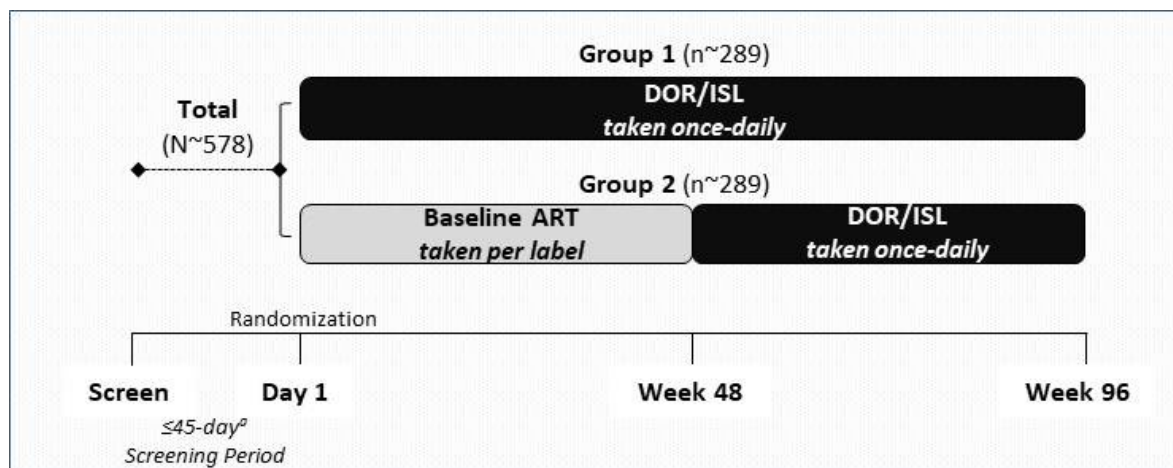 Group 1 (n~289)
DOR/ISL
taken once-daily
Total
(N~578)
Group 2 (n~289)
Baseline ART
taken per label
DOR/ISL
taken once-daily
Randomization
Screen
Day 1
Week 48
Week 96
≤45-dayᵃ
Screening Period